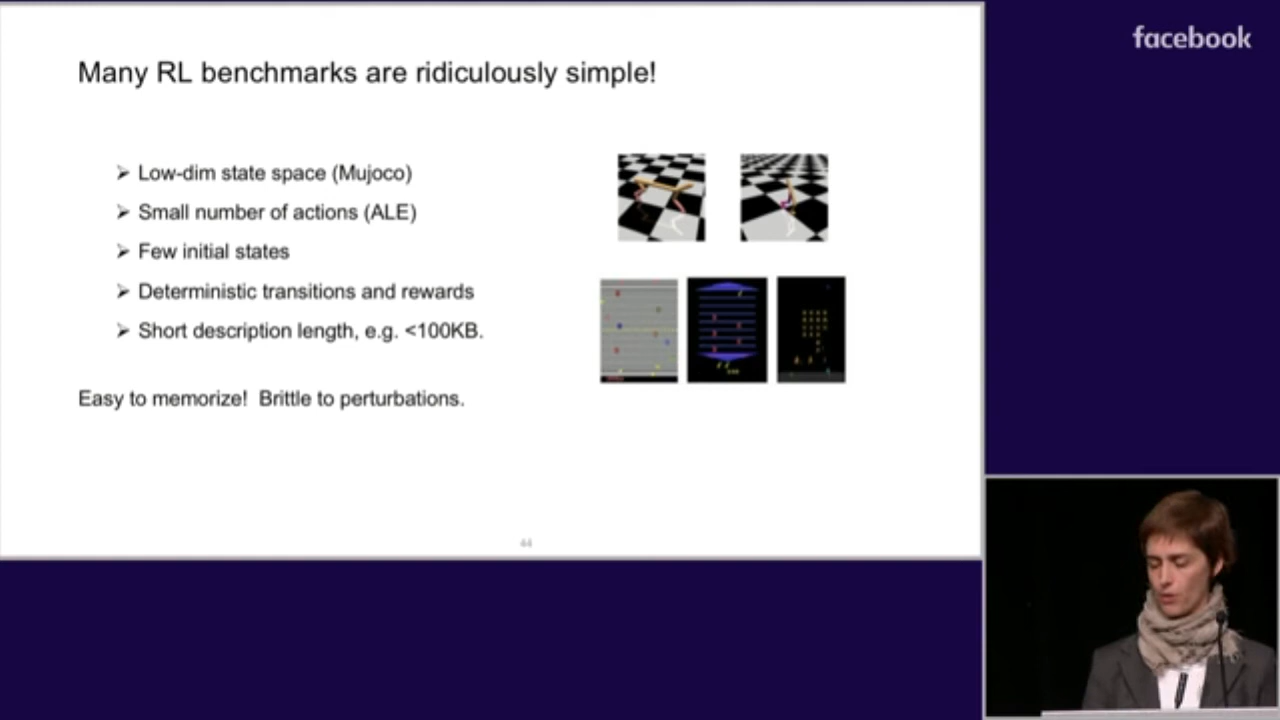 facebook
Many RL benchmarks are ridiculously simple!
➢ Low-dim state space (Mujoco)
➢ Small number of actions (ALE)
➢ Few initial states
➢ Deterministic transitions and rewards
➢ Short description length, e.g. <100KB.
Easy to memorize! Brittle to perturbations.
44